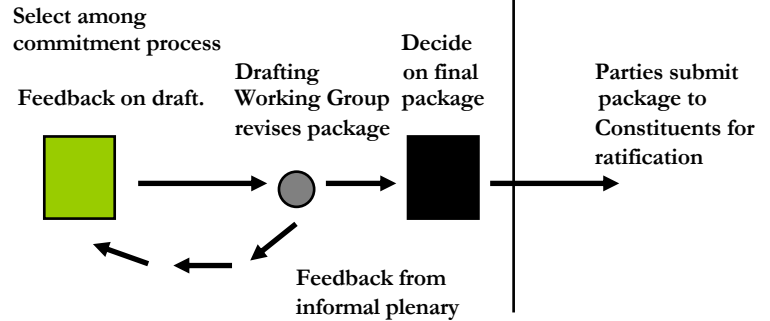 Select among
commitment process
Feedback on draft.
Drafting
Working Group
revises package
Decide
on final
package
Parties submit
package to
Constituents for
ratification
Feedback from
informal plenary